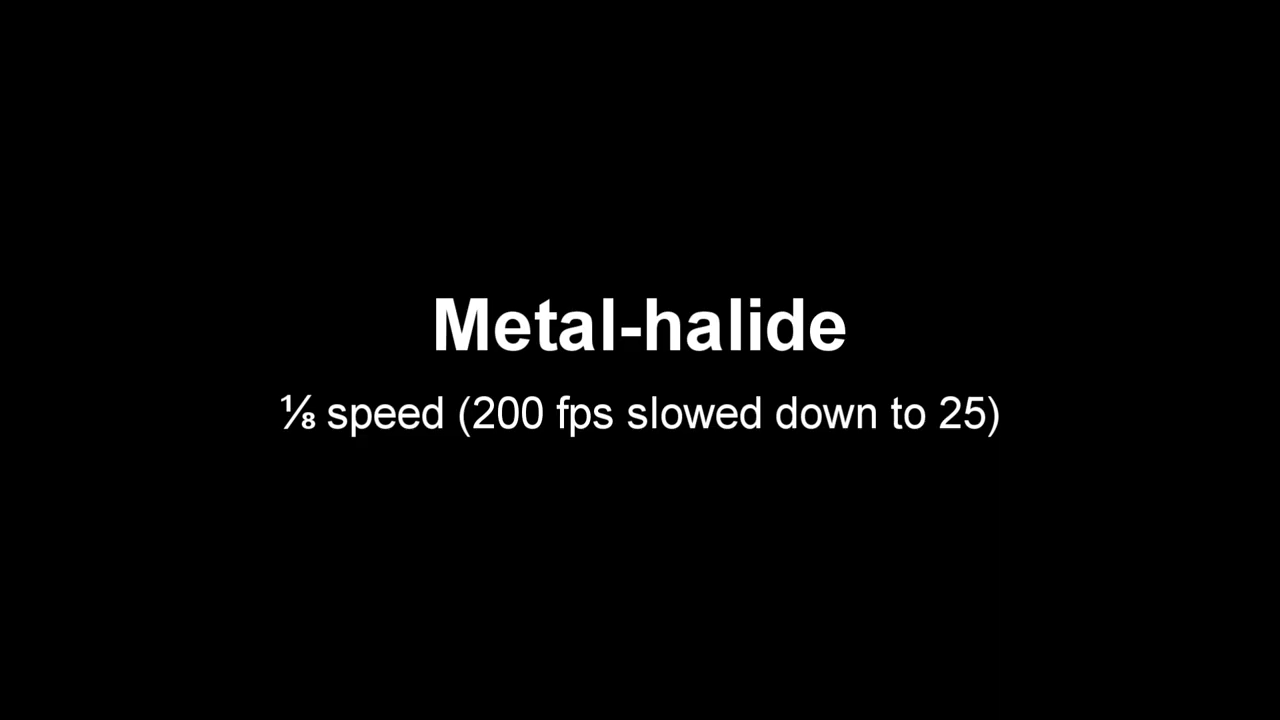 Metal-halide
⅛ speed (200 fps slowed down to 25)